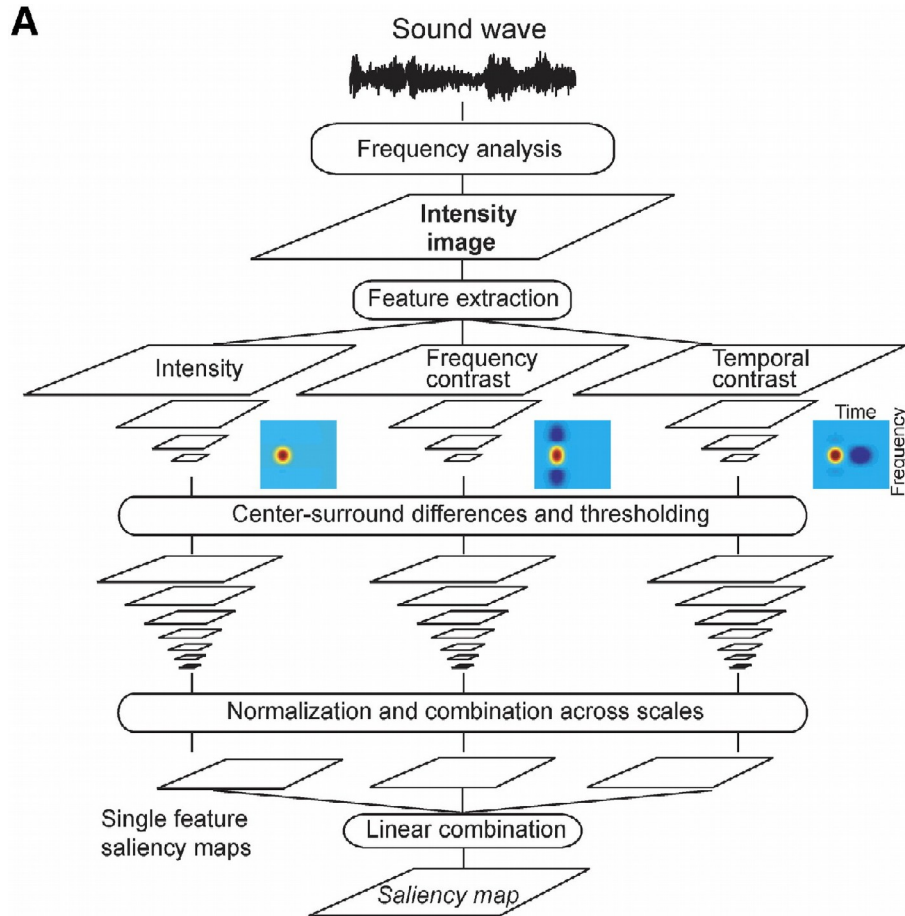 A
Sound wave
Frequency analysis
Intensity
image
Feature extraction
Intensity
Frequency
contrast
Temporal
contrast
Time
Frequency
Center-surround differences and thresholding
Normalization and combination across scales
Single feature
saliency maps
Linear combination
Saliency map